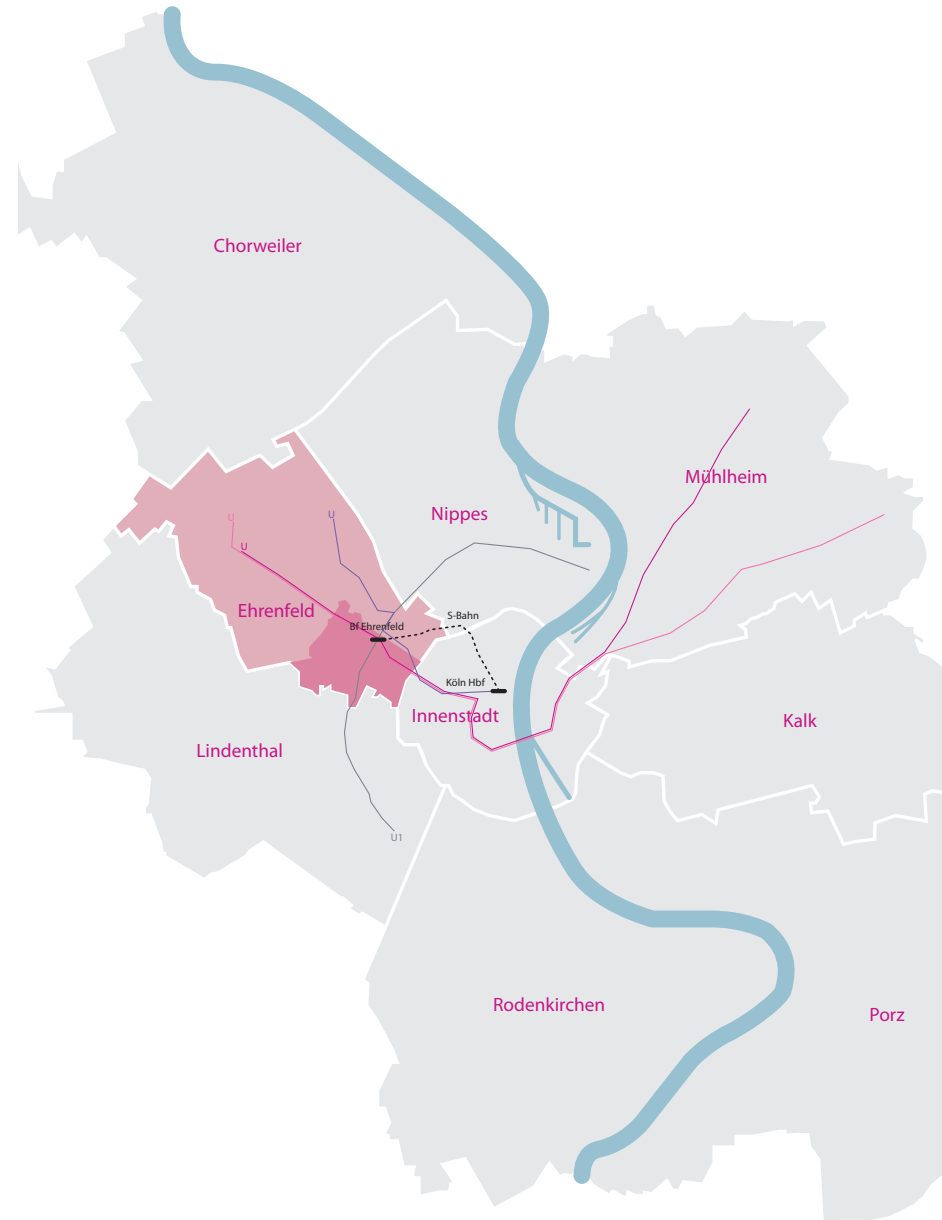 Chorweiler
Mühlheim
Nippes
U
U
U
Ehrenfeld
S-Bahn
Bf Ehrenfeld
Köln Hbf
Innenstadt
Kalk
Lindenthal
U1
Rodenkirchen
Porz